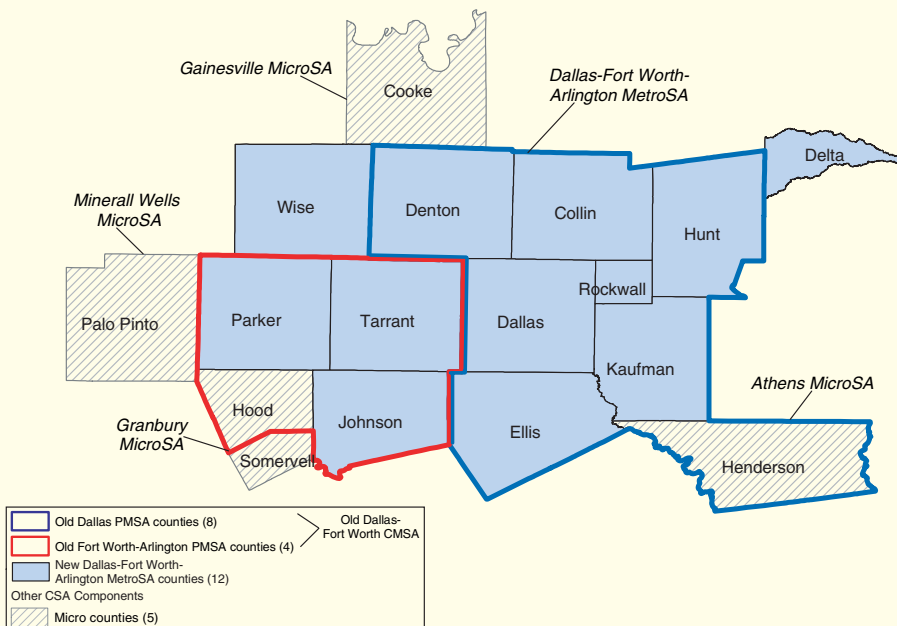 Gainesville MicroSA
Cooke
Dallas-Fort Worth-
Arlington MetroSA
Delta
Minerall Wells
MicroSA
Wise
Denton
Collin
Hunt
Rockwall
Palo Pinto
Parker
Tarrant
Dallas
Kaufman
Athens MicroSA
Hood
Granbury
MicroSA
Johnson
Ellis
Somervell
Henderson
Old Dallas PMSA counties (8)
Old Fort Worth-Arlington PMSA counties (4)
Old Dallas-
Fort Worth CMSA
New Dallas-Fort Worth-
Arlington MetroSA counties (12)
Other CSA Components
Micro counties (5)